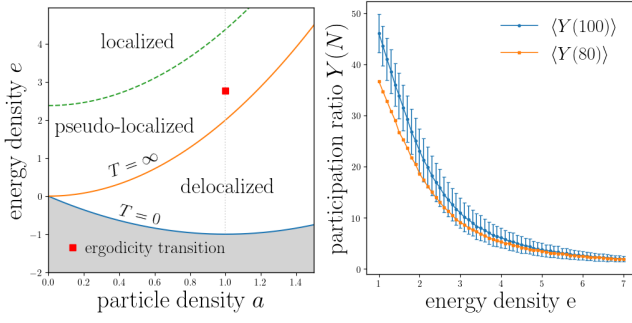 localized
pseudo-localized
T = ∞
delocalized
T = 0
ergodicity transition
energy density e
4
3
2
1
0
−1
−2
0.0 0.2 0.4 0.6 0.8 1.0 1.2 1.4
particle density a
⟨Y(100)⟩
⟨Y(80)⟩
participation ratio Y(N)
50
40
30
20
10
0
1 2 3 4 5 6 7
energy density e